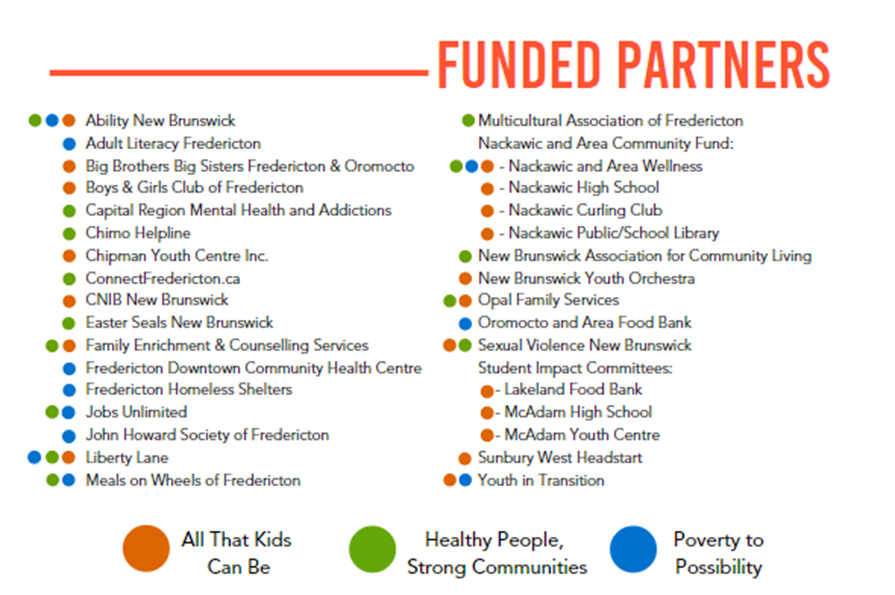 FUNDED PARTNERS
Ability New Brunswick
Adult Literacy Fredericton
Big Brothers Big Sisters Fredericton & Oromocto
Boys & Girls Club of Fredericton
Capital Region Mental Health and Addictions
Chimo Helpline
Chipman Youth Centre Inc.
ConnectFredericton.ca
CNIB New Brunswick
Easter Seals New Brunswick
Family Enrichment & Counselling Services
Fredericton Downtown Community Health Centre
Fredericton Homeless Shelters
Jobs Unlimited
John Howard Society of Fredericton
Liberty Lane
Meals on Wheels of Fredericton
Multicultural Association of Fredericton
Nackawic and Area Community Fund:
- Nackawic and Area Wellness
- Nackawic High School
- Nackawic Curling Club
- Nackawic Public/School Library
New Brunswick Association for Community Living
New Brunswick Youth Orchestra
Opal Family Services
Oromocto and Area Food Bank
Sexual Violence New Brunswick
Student Impact Committees:
- Lakeland Food Bank
- McAdam High School
- McAdam Youth Centre
Sunbury West Headstart
Youth in Transition
All That Kids
Can Be
Healthy People,
Strong Communities
Poverty to
Possibility